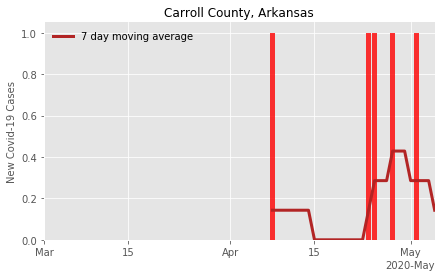 Carroll County, Arkansas
7 day moving average
New Covid-19 Cases
1.0
0.8
0.6
0.4
0.2
0.0
Mar 15 Apr 15 May
2020-May